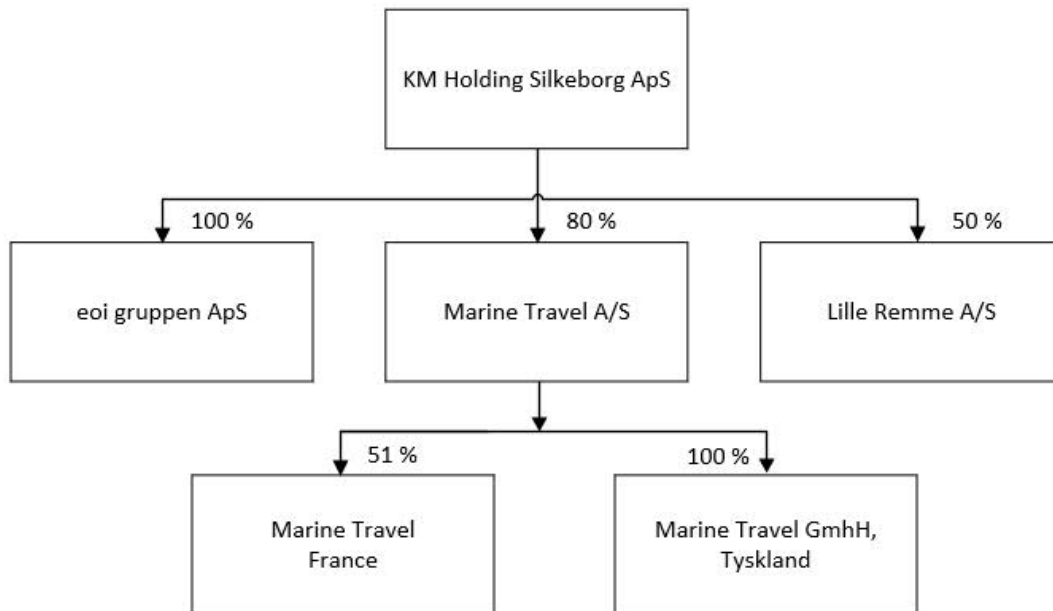 KM Holding Silkeborg ApS
100 %
80 %
50 %
eoi gruppen ApS
Marine Travel A/S
Lille Remme A/S
51 %
100 %
Marine Travel
France
Marine Travel GmhH,
Tyskland